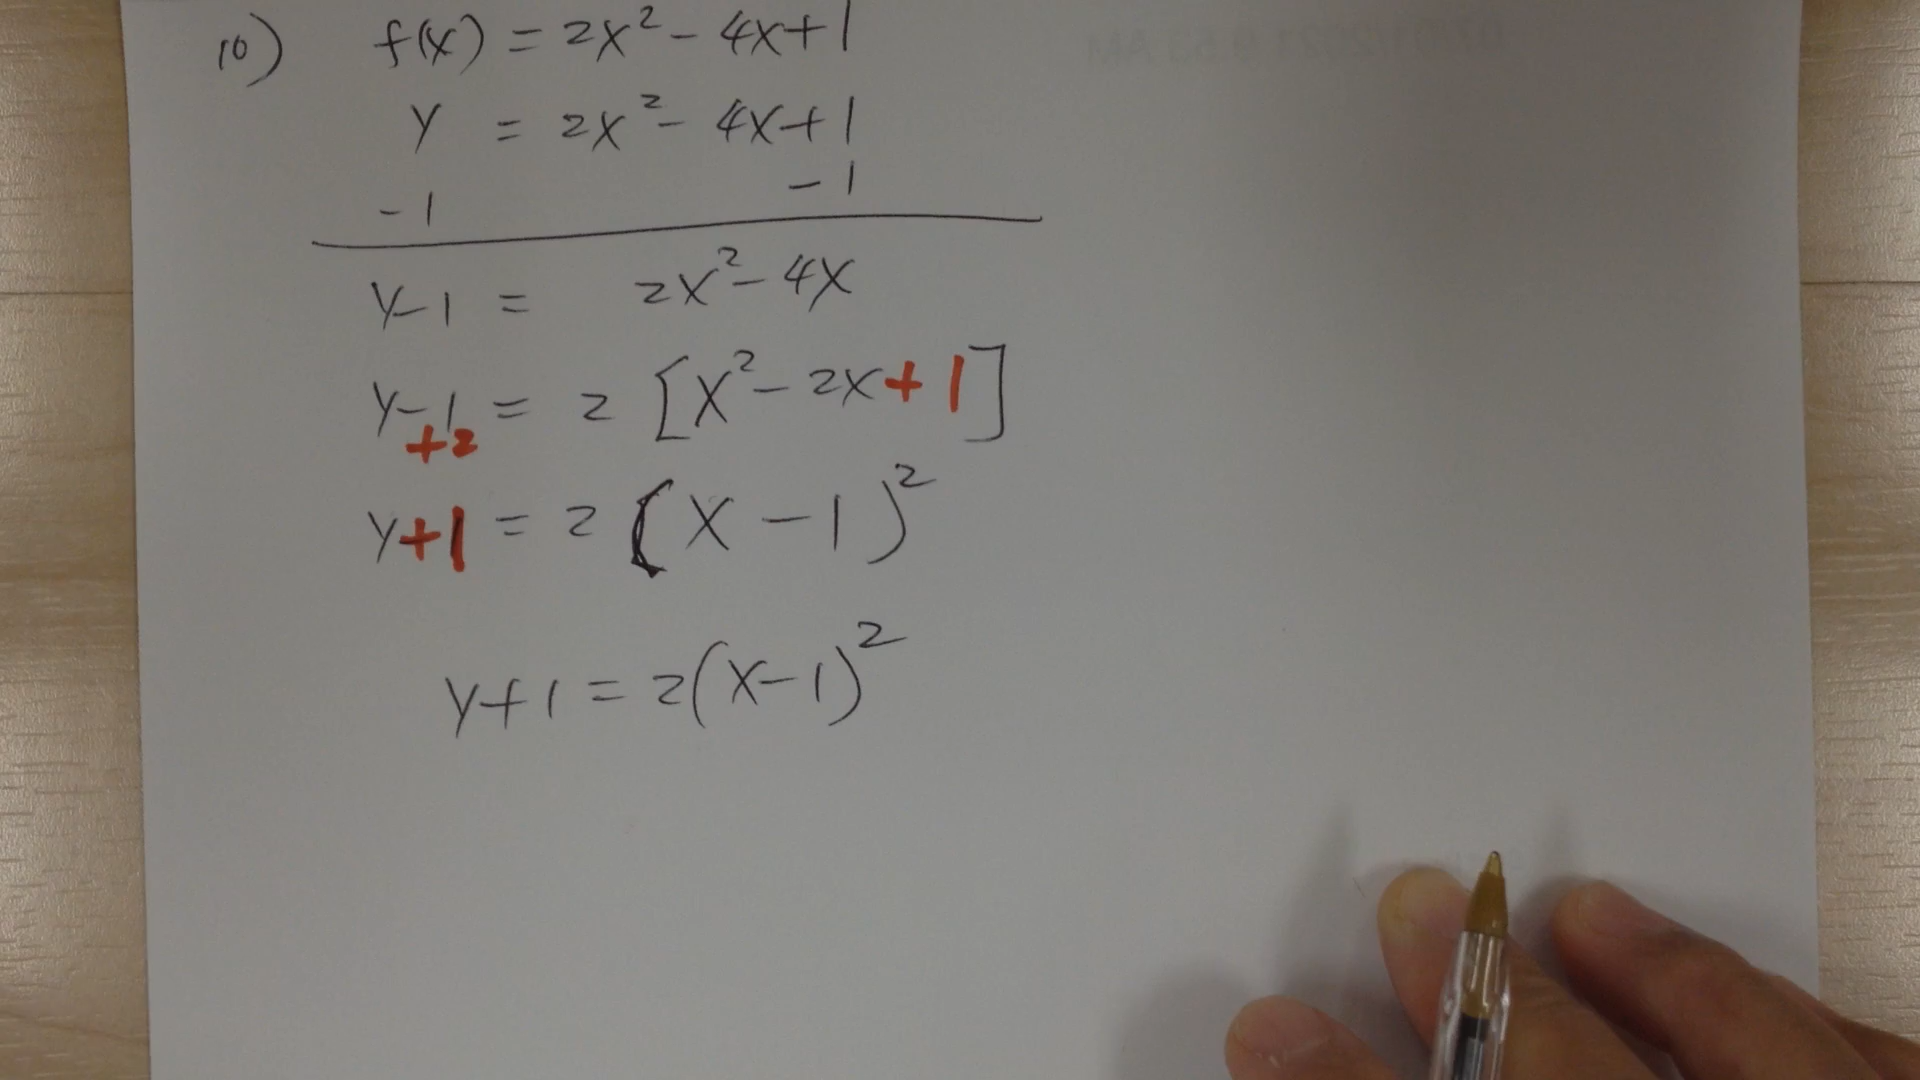 10) f(x) = 2x² - 4x+1
y = 2x² - 4x+1
-1 -1
y-1 = 2x² - 4x
y-1 = 2 [x² - 2x+1]
+2
y+1 = 2 (x - 1)²
y+1 = 2(x-1)²